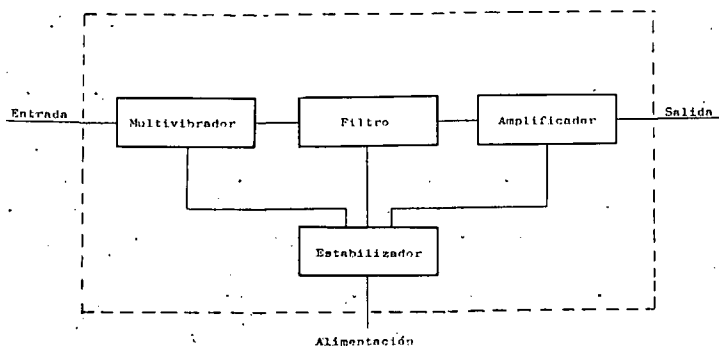 Entrada
Multivibrador
Filtro
Amplificador
Salida
Estabilizador
Alimentación